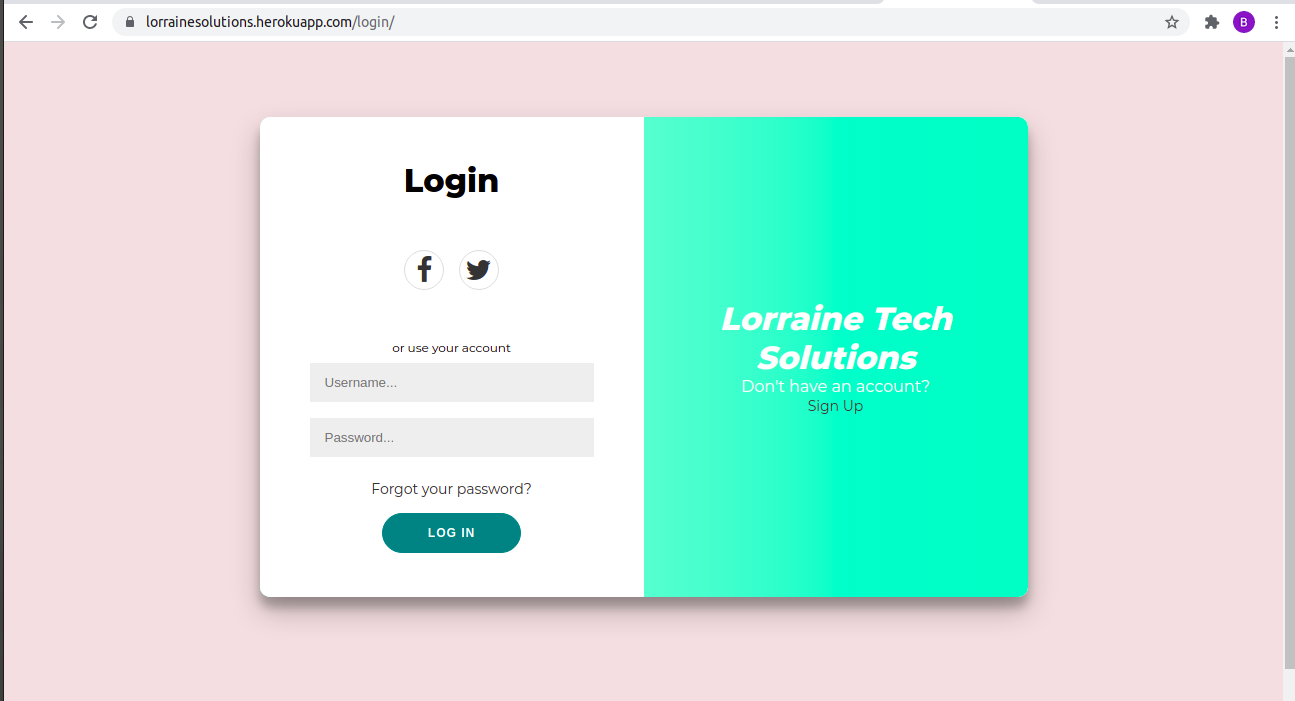 lorrainesolutions.herokuapp.com/login/
B
Login
or use your account
Username...
Password...
Forgot your password?
LOG IN
Lorraine Tech
Solutions
Don't have an account?
Sign Up